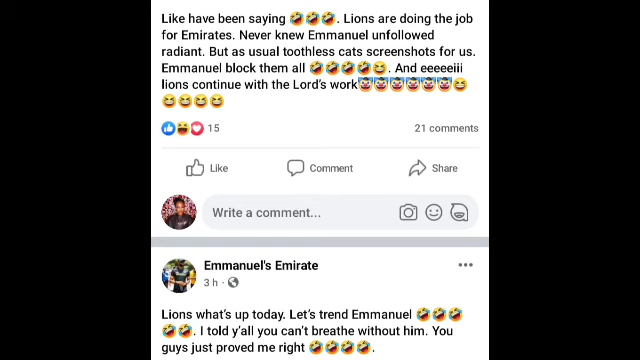 Like have been saying 🤣🤣🤣. Lions are doing the job
for Emirates. Never knew Emmanuel unfollowed
radiant. But as usual toothless cats screenshots for us.
Emmanuel block them all 🤣🤣🤣🤣😆. And eeeeeiii
lions continue with the Lord's work🤡🤡🤡🤡🤡🤡😆
😆😆😆😆
15
21 comments
Like
Comment
Share
Write a comment...
Emmanuel's Emirate
3 h ·
Lions what's up today. Let's trend Emmanuel 🤣🤣🤣
🤣🤣. I told y'all you can't breathe without him. You
guys just proved me right 🤣🤣🤣🤣.